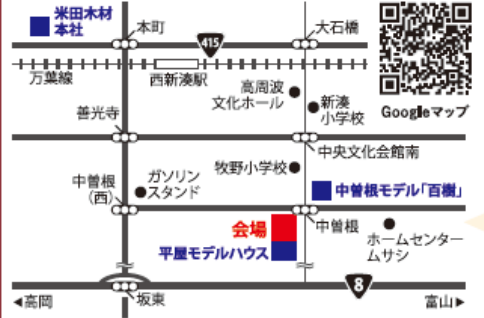 米田木材
本社
本町
415
大石橋
万葉線
西新湊駅
高周波
文化ホール
新湊
小学校
Googleマップ
善光寺
中央文化会館南
牧野小学校
中曽根
(西)
ガソリン
スタンド
中曽根モデル「百樹」
会場
平屋モデルハウス
中曽根
ホームセンター
ムサシ
8
◀高岡
坂東
富山▶